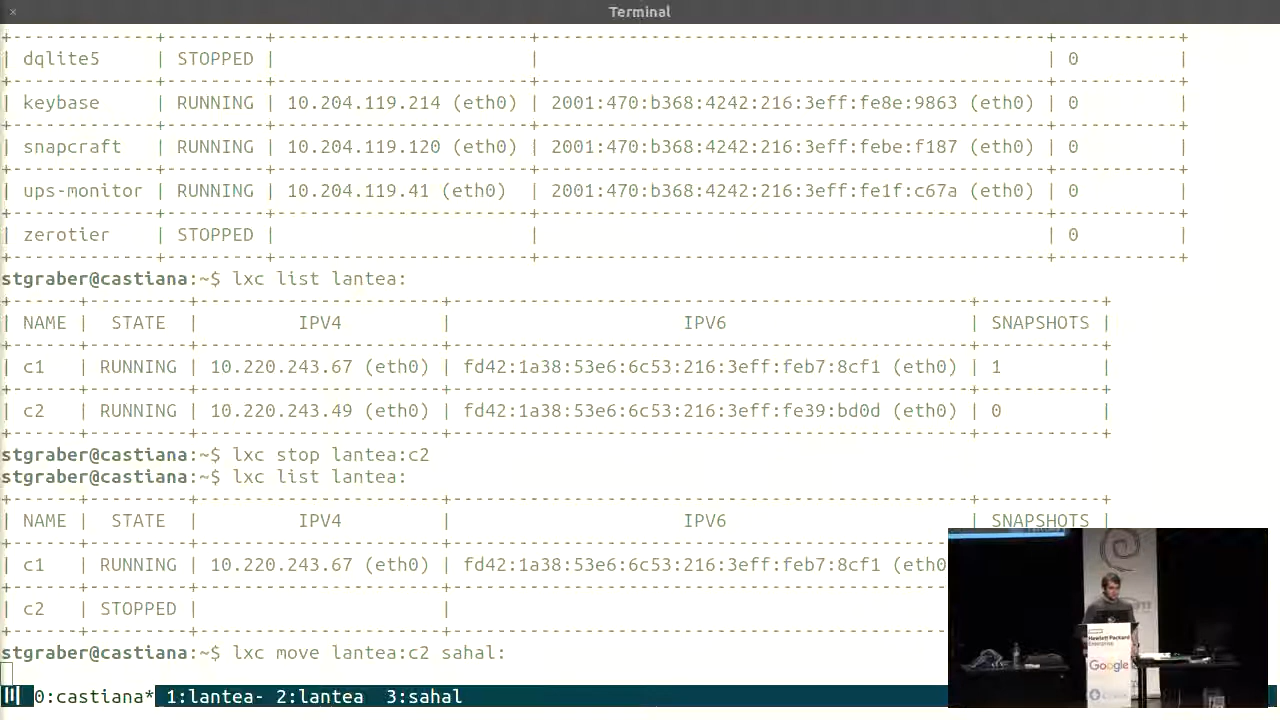 Terminal
| dqlite5 | STOPPED | | | 0 |
| keybase | RUNNING | 10.204.119.214 (eth0) | 2001:470:b368:4242:216:3eff:fe8e:9863 (eth0) | 0 |
| snapcraft | RUNNING | 10.204.119.120 (eth0) | 2001:470:b368:4242:216:3eff:febe:f187 (eth0) | 0 |
| ups-monitor | RUNNING | 10.204.119.41 (eth0) | 2001:470:b368:4242:216:3eff:fe1f:c67a (eth0) | 0 |
| zerotier | STOPPED | | | 0 |
stgraber@castiana:~$ lxc list lantea:
| NAME | STATE | IPV4 | IPV6 | SNAPSHOTS |
| c1 | RUNNING | 10.220.243.67 (eth0) | fd42:1a38:53e6:6c53:216:3eff:feb7:8cf1 (eth0) | 1 |
| c2 | RUNNING | 10.220.243.49 (eth0) | fd42:1a38:53e6:6c53:216:3eff:fe39:bd0d (eth0) | 0 |
stgraber@castiana:~$ lxc stop lantea:c2
stgraber@castiana:~$ lxc list lantea:
| NAME | STATE | IPV4 | IPV6 | SNAPSHOTS |
| c1 | RUNNING | 10.220.243.67 (eth0) | fd42:1a38:53e6:6c53:216:3eff:feb7:8cf1 (eth0
| c2 | STOPPED | |
stgraber@castiana:~$ lxc move lantea:c2 sahal:
0:castiana* 1:lantea- 2:lantea 3:sahal
Hewlett Packard
Enterprise
Google